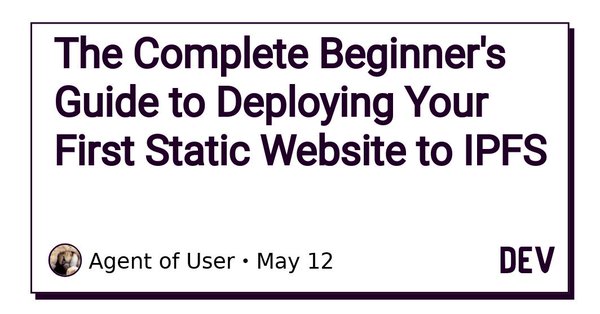 The Complete Beginner's
Guide to Deploying Your
First Static Website to IPFS
Agent of User • May 12
DEV